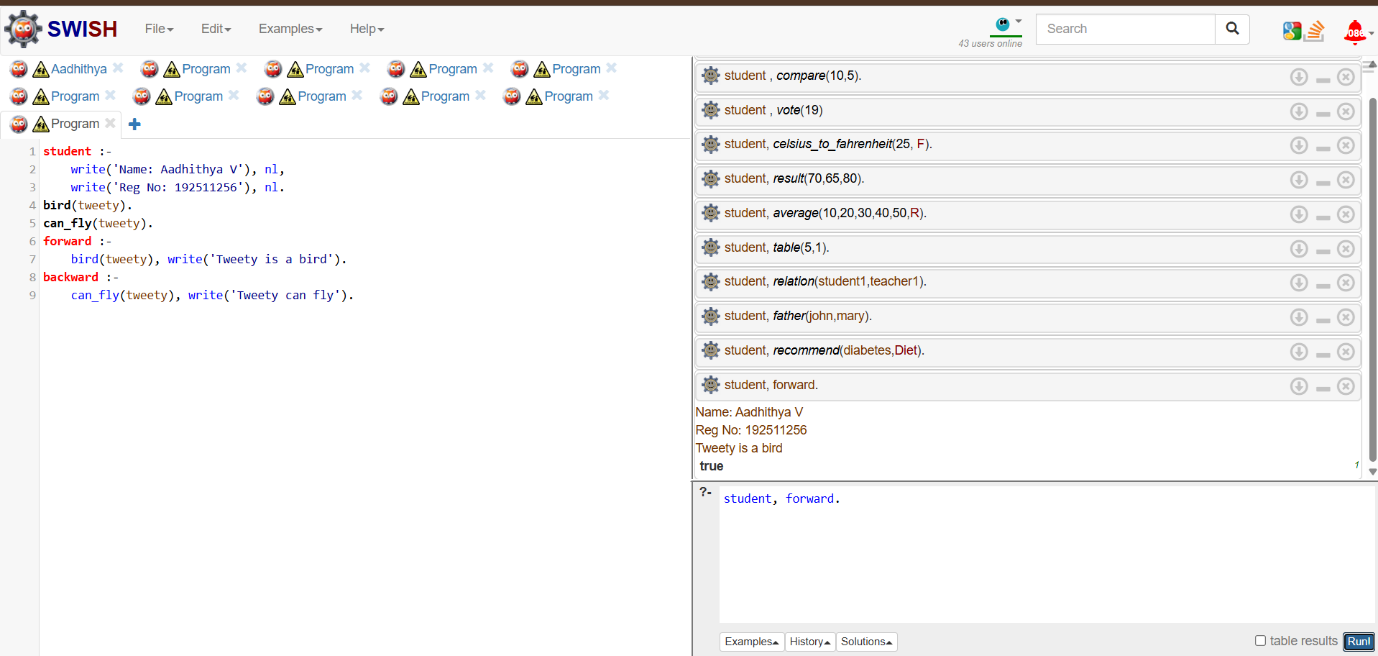 SWISH File Edit Examples Help 43 users online Search
Aadhithya Program Program Program Program
Program Program Program Program Program
Program
1 student :-
2 write('Name: Aadhithya V'), nl,
3 write('Reg No: 192511256'), nl.
4 bird(tweety).
5 can_fly(tweety).
6 forward :-
7 bird(tweety), write('Tweety is a bird').
8 backward :-
9 can_fly(tweety), write('Tweety can fly').
student , compare(10,5).
student , vote(19)
student, celsius_to_fahrenheit(25, F).
student, result(70,65,80).
student, average(10,20,30,40,50,R).
student, table(5,1).
student, relation(student1,teacher1).
student, father(john,mary).
student, recommend(diabetes,Diet).
student, forward.
Name: Aadhithya V
Reg No: 192511256
Tweety is a bird
true 1
?- student, forward.
Examples History Solutions table results Run!